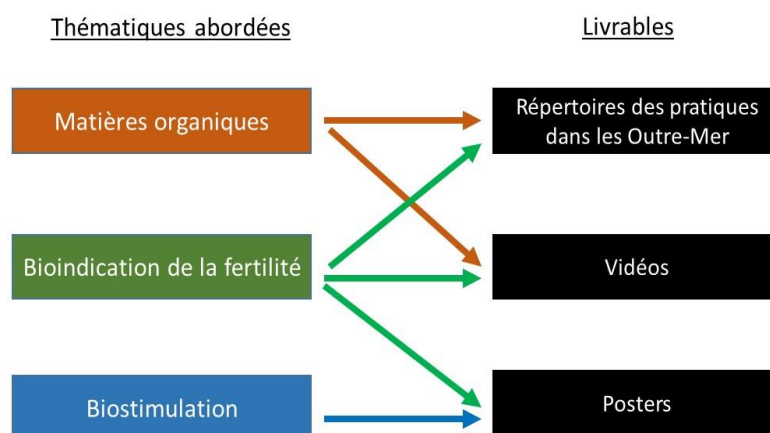 Thématiques abordées
Livrables
Matières organiques
Répertoires des pratiques
dans les Outre-Mer
Bioindication de la fertilité
Vidéos
Biostimulation
Posters